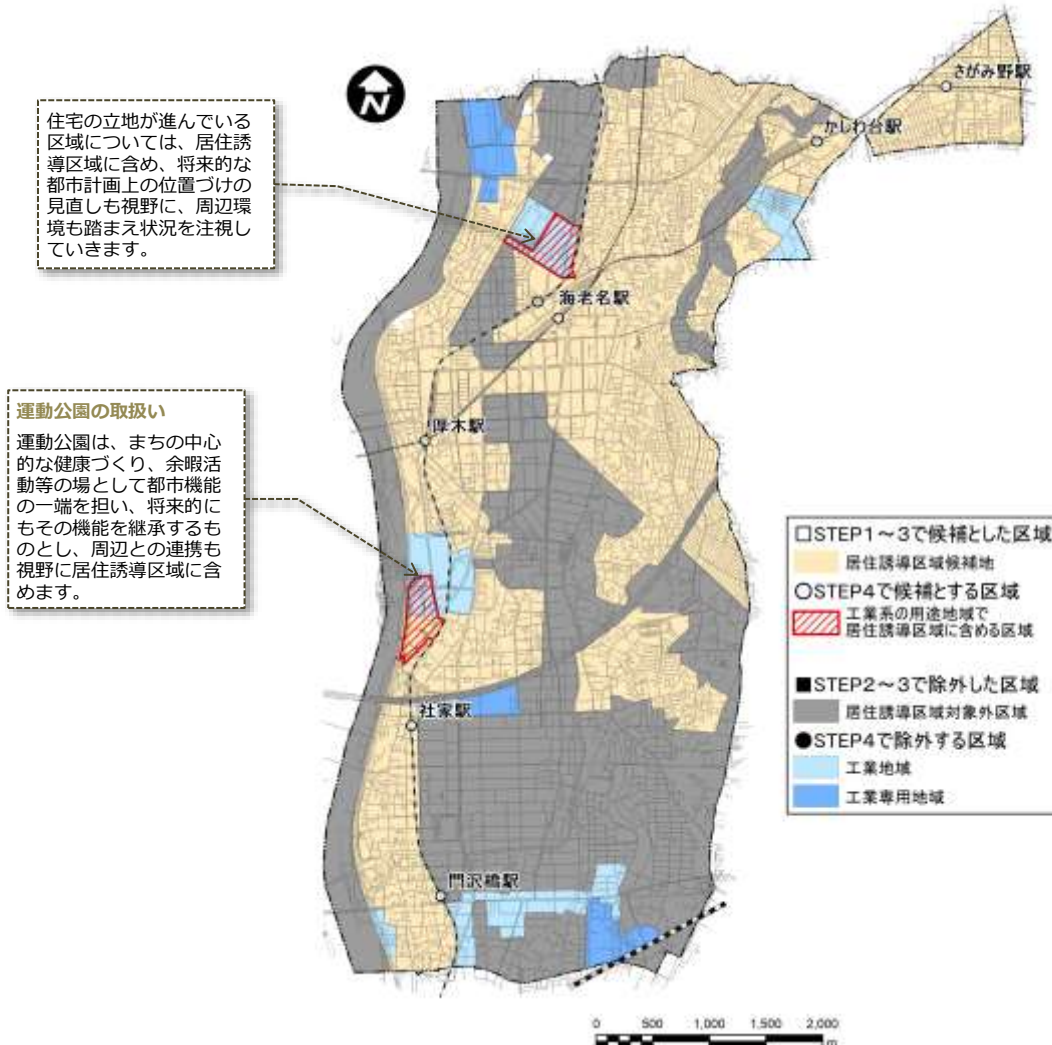 N
さがみ野駅
かしわ台駅
住宅の立地が進んでいる
区域については、居住誘
導区域に含め、将来的な
都市計画上の位置づけの
見直しも視野に、周辺環
境も踏まえ状況を注視し
ていきます。
海老名駅
運動公園の取扱い
運動公園は、まちの中心
的な健康づくり、余暇活
動等の場として都市機能
の一端を担い、将来的に
もその機能を継承するも
のとし、周辺との連携も
視野に居住誘導区域に含
めます。
厚木駅
社家駅
門沢橋駅
□STEP1～3で候補とした区域
居住誘導区域候補地
○STEP4で候補とする区域
工業系の用途地域で
居住誘導区域に含める区域
■STEP2～3で除外した区域
居住誘導区域対象外区域
●STEP4で除外する区域
工業地域
工業専用地域
0 500 1,000 1,500 2,000
m